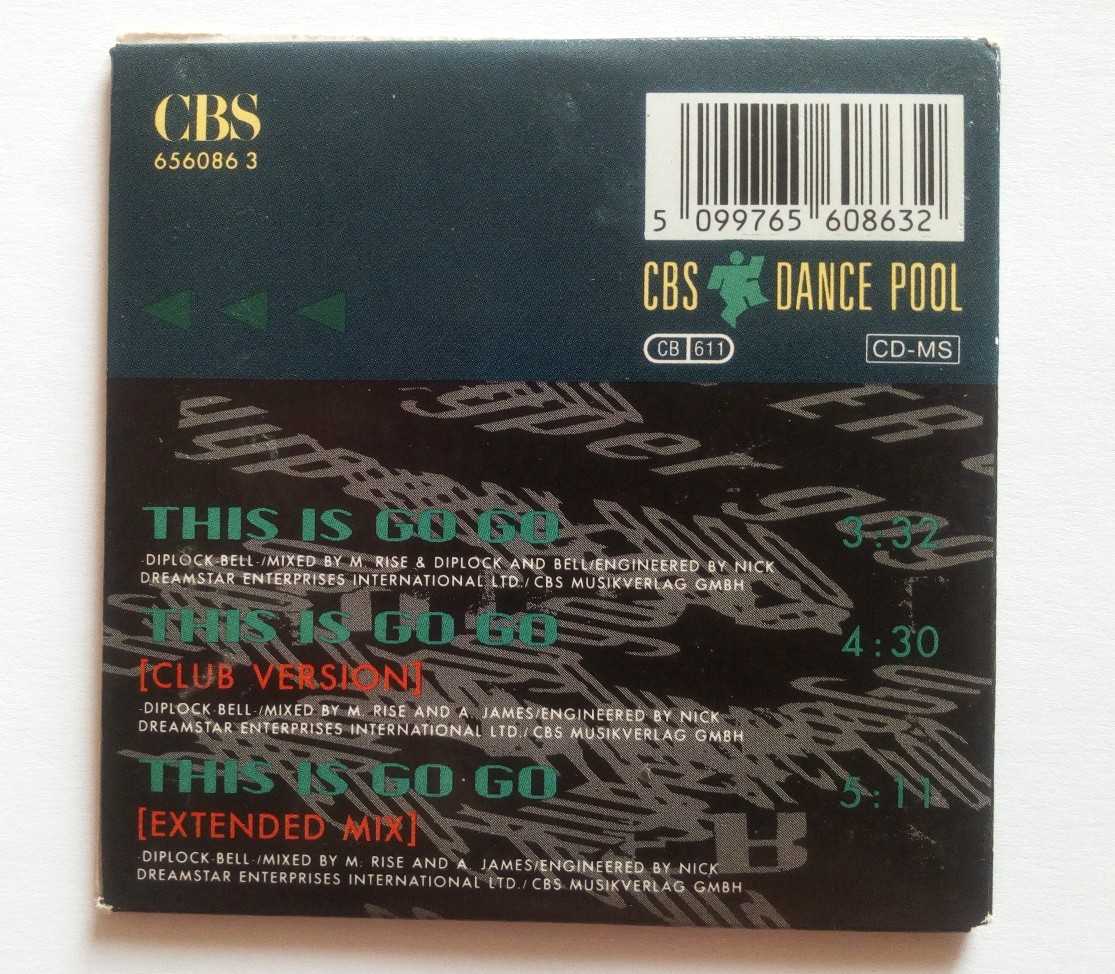 CBS
656086 3
5 099765 608632
CBS DANCE POOL
CB 611
CD-MS
THIS IS GO GO 3:32
·DIPLOCK·BELL·/MIXED BY M. RISE & DIPLOCK AND BELL/ENGINEERED BY NICK
DREAMSTAR ENTERPRISES INTERNATIONAL LTD./CBS MUSIKVERLAG GMBH
THIS IS GO GO 4:30
[CLUB VERSION]
·DIPLOCK·BELL·/MIXED BY M. RISE AND A. JAMES/ENGINEERED BY NICK
DREAMSTAR ENTERPRISES INTERNATIONAL LTD./CBS MUSIKVERLAG GMBH
THIS IS GO GO 5:11
[EXTENDED MIX]
·DIPLOCK·BELL·/MIXED BY M. RISE AND A. JAMES/ENGINEERED BY NICK
DREAMSTAR ENTERPRISES INTERNATIONAL LTD./CBS MUSIKVERLAG GMBH